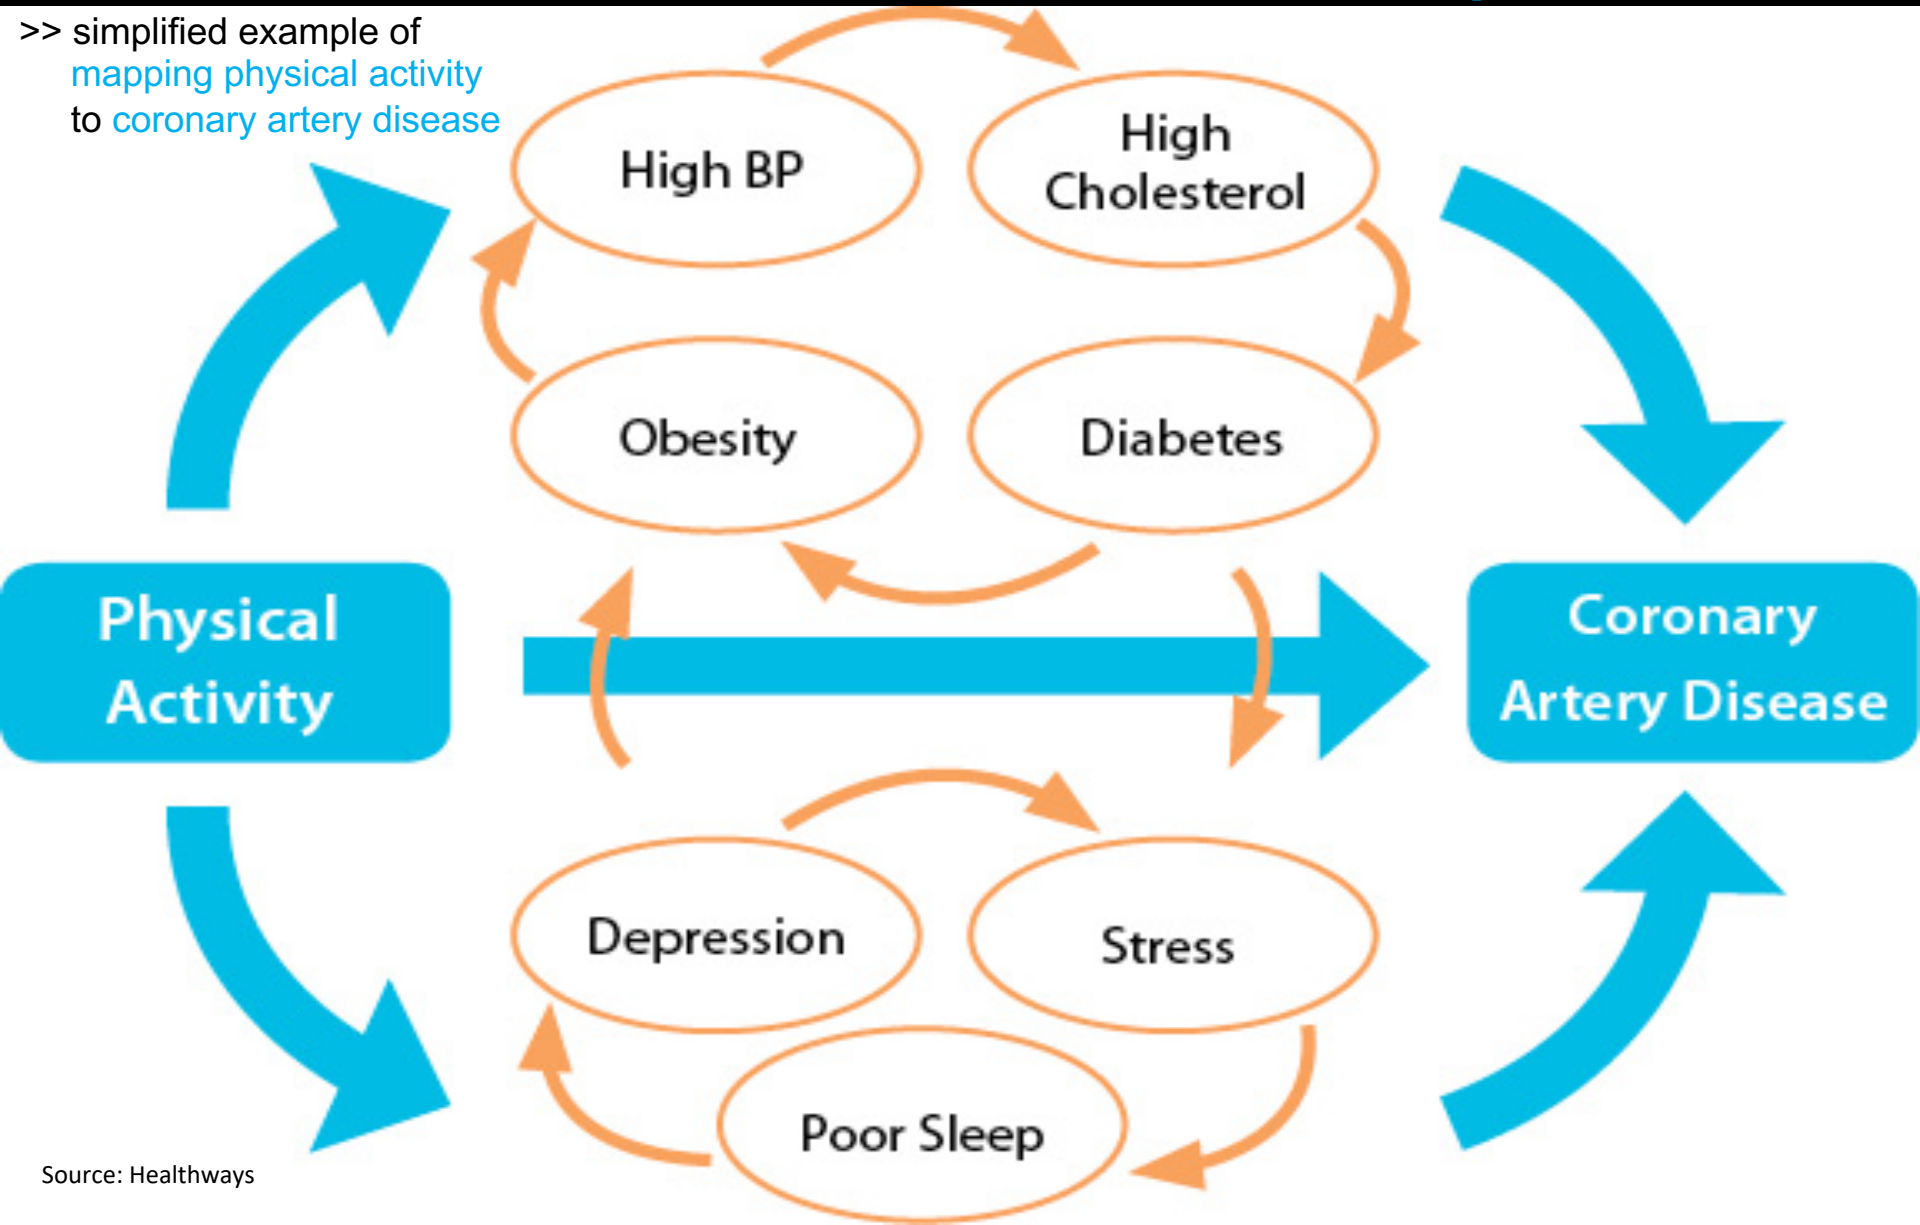 >> simplified example of
mapping physical activity
to coronary artery disease
High BP
High
Cholesterol
Obesity
Diabetes
Physical
Activity
Coronary
Artery Disease
Depression
Stress
Poor Sleep
Source: Healthways